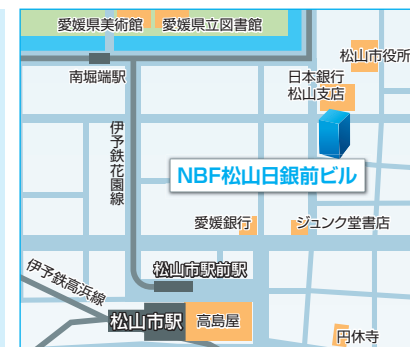 愛媛県美術館
愛媛県立図書館
松山市役所
南堀端駅
日本銀行
松山支店
伊予鉄花園線
NBF松山日銀前ビル
愛媛銀行
ジュンク堂書店
伊予鉄高浜線
松山市駅前駅
松山市駅
高島屋
円休寺